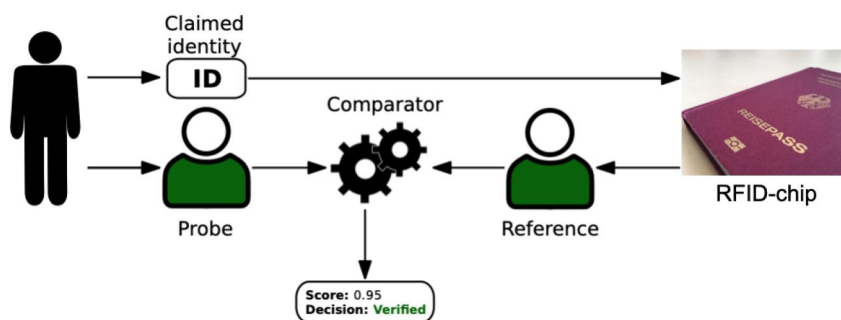 Claimed
identity
ID
Comparator
REISEPASS
RFID-chip
Probe
Reference
Score: 0.95
Decision: Verified